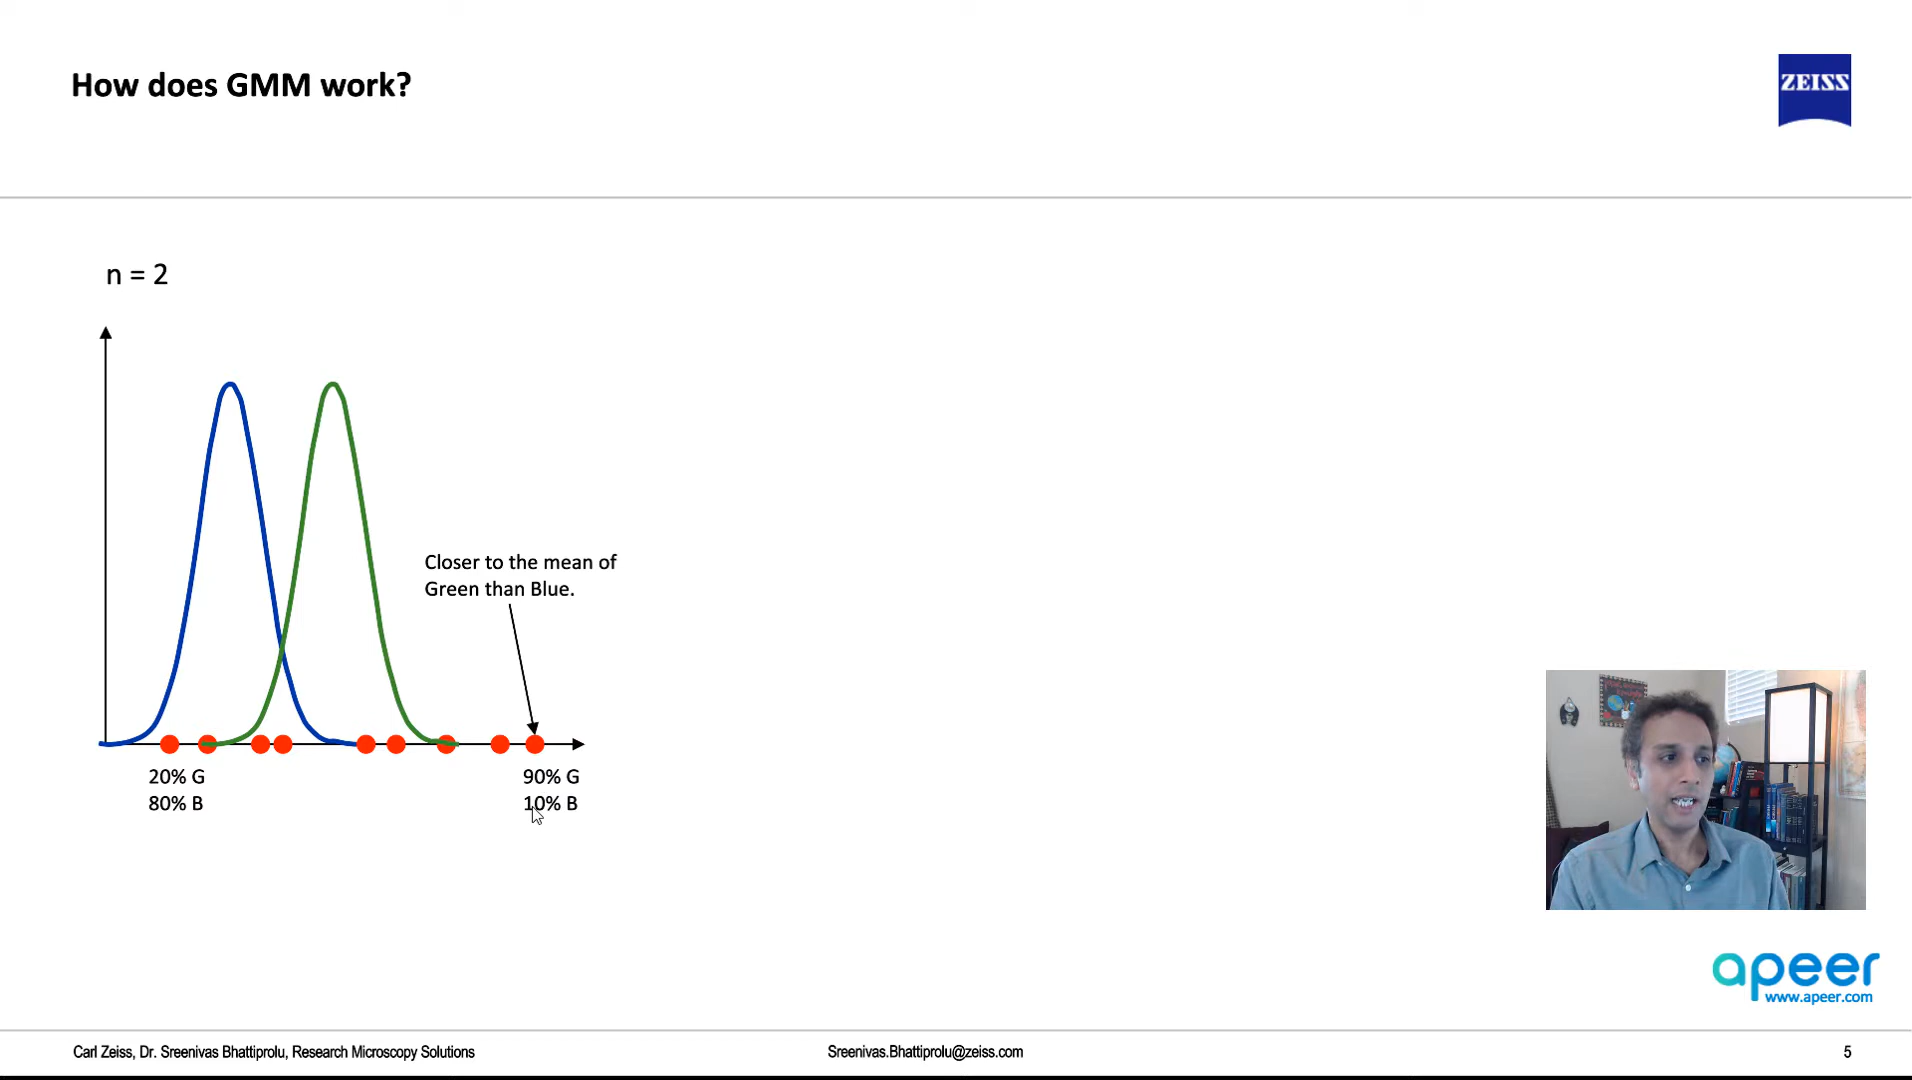 How does GMM work?
ZEISS
n = 2
Closer to the mean of
Green than Blue.
20% G
80% B
90% G
10% B
apeer
www.apeer.com
Carl Zeiss, Dr. Sreenivas Bhattiprolu, Research Microscopy Solutions
Sreenivas.Bhattiprolu@zeiss.com
5